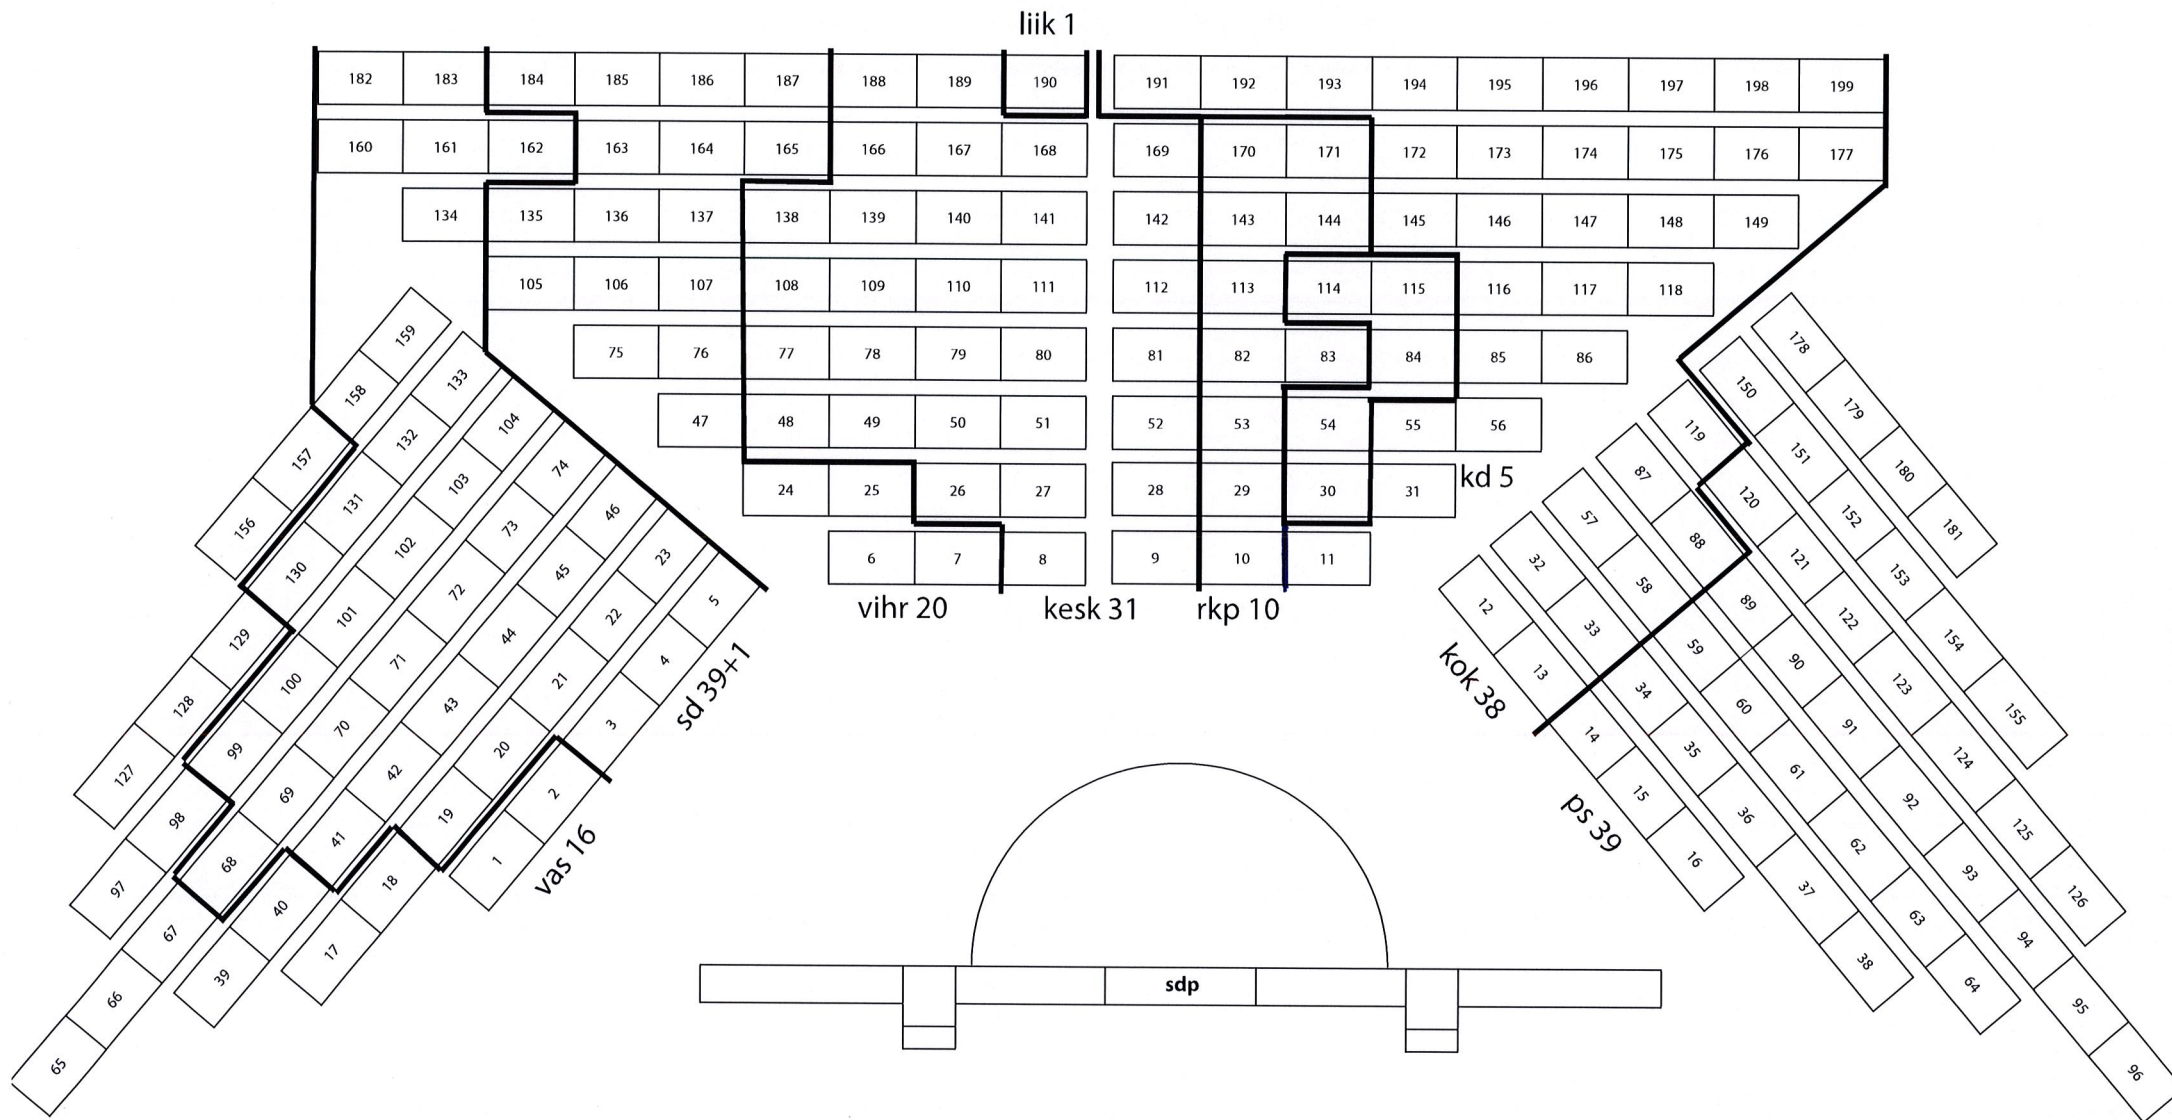 liik 1
182 183 184 185 186 187 188 189 190 191 192 193 194 195 196 197 198 199
160 161 162 163 164 165 166 167 168 169 170 171 172 173 174 175 176 177
134 135 136 137 138 139 140 141 142 143 144 145 146 147 148 149
105 106 107 108 109 110 111 112 113 114 115 116 117 118
75 76 77 78 79 80 81 82 83 84 85 86
47 48 49 50 51 52 53 54 55 56
24 25 26 27 28 29 30 31
kd 5
6 7 8 9 10 11
vihr 20 kesk 31 rkp 10
156 157 158 159
127 128 129 130 131 132 133
97 98 99 100 101 102 103 104
65 66 67 68 69 70 71 72 73 74
39 40 41 42 43 44 45 46
17 18 19 20 21 22 23
1 2 3 4 5
vas 16
sd 39+1
178 179 180 181
150 151 152 153 154 155
119 120 121 122 123 124 125 126
87 88 89 90 91 92 93 94 95 96
57 58 59 60 61 62 63 64
32 33 34 35 36 37 38
12 13 14 15 16
kok 38
ps 39
sdp